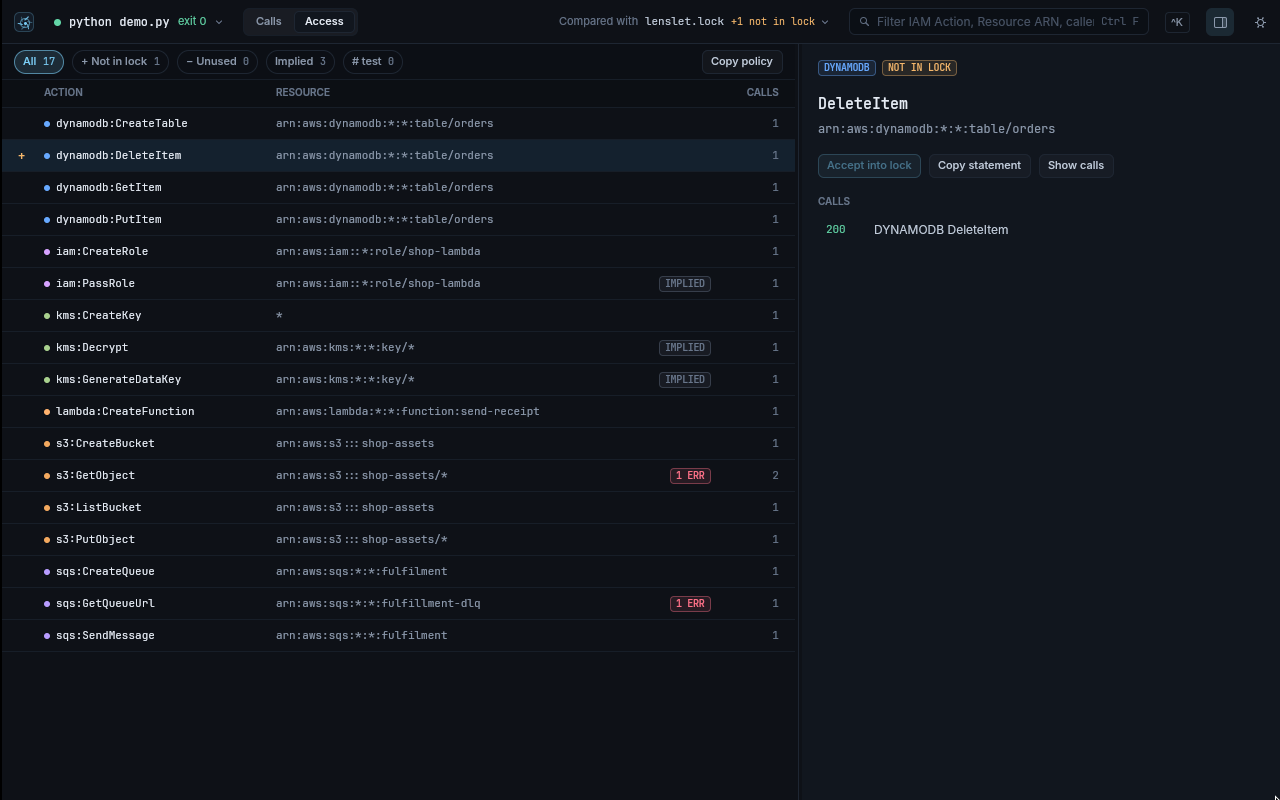 python demo.py exit 0 Calls Access Compared with lenslet.lock +1 not in lock Filter IAM Action, Resource ARN, caller Ctrl F ^K
All 17 + Not in lock 1 − Unused 0 Implied 3 # test 0 Copy policy
ACTION RESOURCE CALLS
dynamodb:CreateTable arn:aws:dynamodb:*:*:table/orders 1
+ dynamodb:DeleteItem arn:aws:dynamodb:*:*:table/orders 1
dynamodb:GetItem arn:aws:dynamodb:*:*:table/orders 1
dynamodb:PutItem arn:aws:dynamodb:*:*:table/orders 1
iam:CreateRole arn:aws:iam::*:role/shop-lambda 1
iam:PassRole arn:aws:iam::*:role/shop-lambda IMPLIED 1
kms:CreateKey * 1
kms:Decrypt arn:aws:kms:*:*:key/* IMPLIED 1
kms:GenerateDataKey arn:aws:kms:*:*:key/* IMPLIED 1
lambda:CreateFunction arn:aws:lambda:*:*:function:send-receipt 1
s3:CreateBucket arn:aws:s3:::shop-assets 1
s3:GetObject arn:aws:s3:::shop-assets/* 1 ERR 2
s3:ListBucket arn:aws:s3:::shop-assets 1
s3:PutObject arn:aws:s3:::shop-assets/* 1
sqs:CreateQueue arn:aws:sqs:*:*:fulfilment 1
sqs:GetQueueUrl arn:aws:sqs:*:*:fulfillment-dlq 1 ERR 1
sqs:SendMessage arn:aws:sqs:*:*:fulfilment 1
DYNAMODB NOT IN LOCK
DeleteItem
arn:aws:dynamodb:*:*:table/orders
Accept into lock Copy statement Show calls
CALLS
200 DYNAMODB DeleteItem